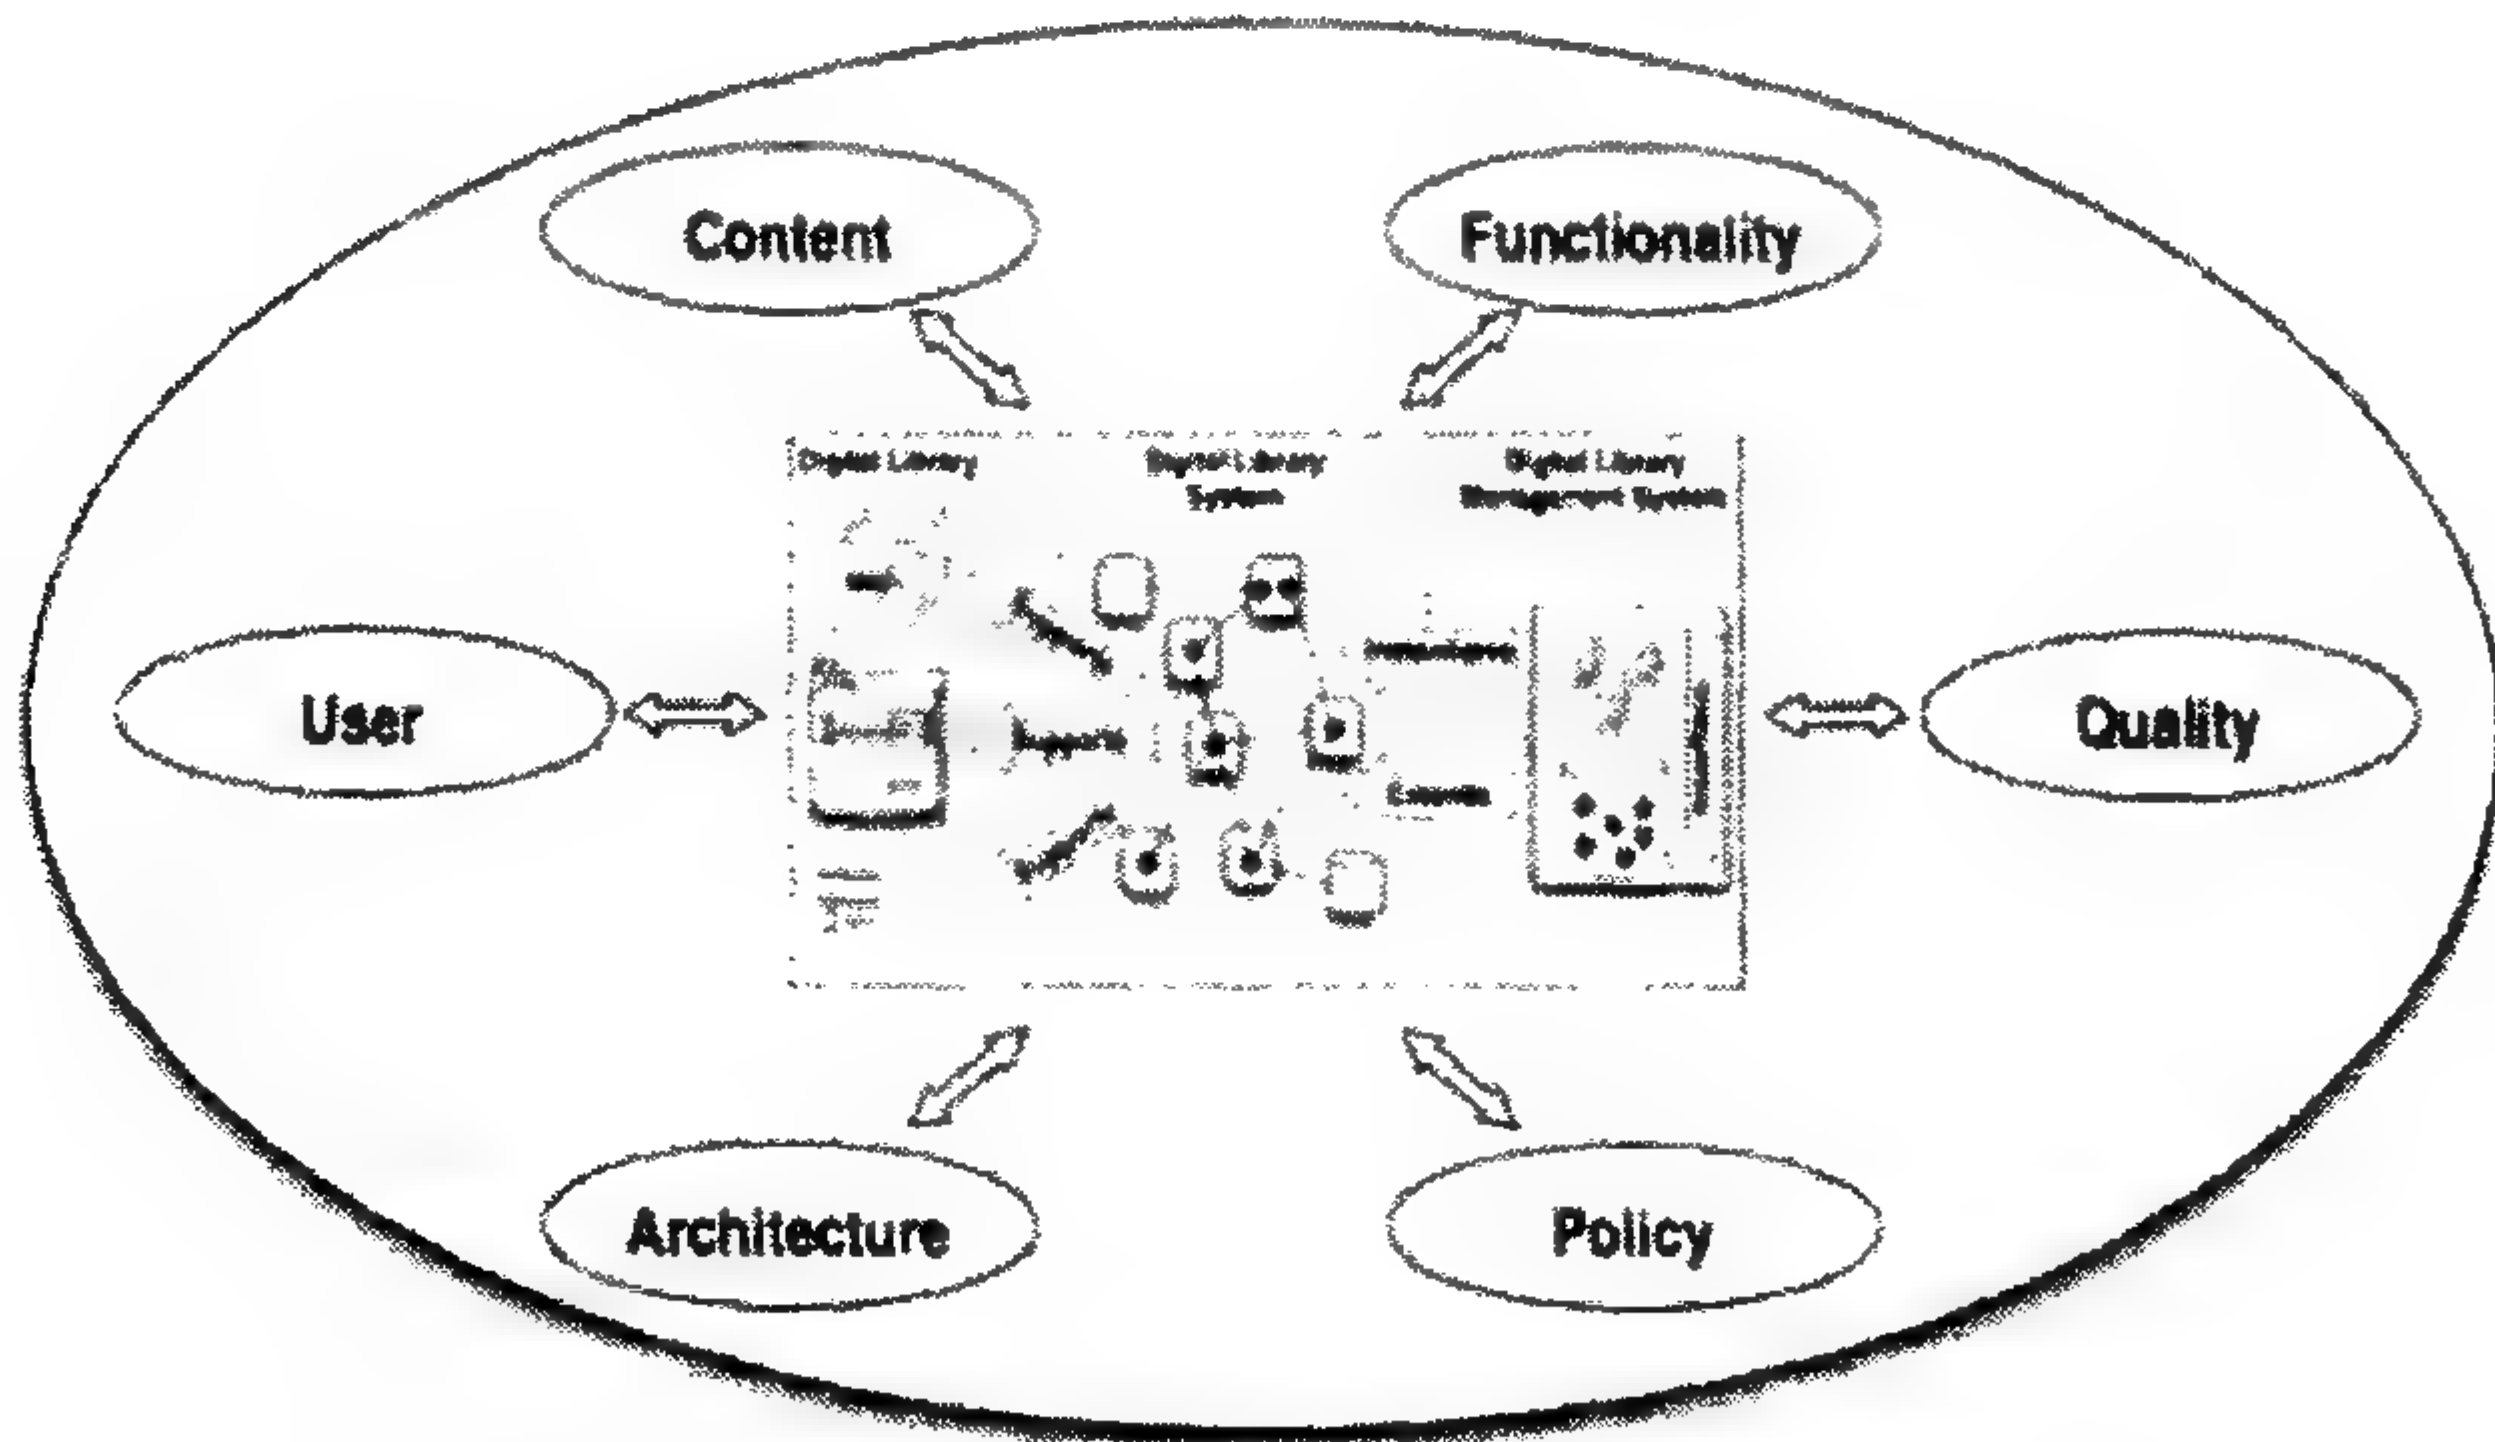 Content
Functionality
Digital Library
Digital Library
Digital Library
System
Management System
User
Quality
Architecture
Policy